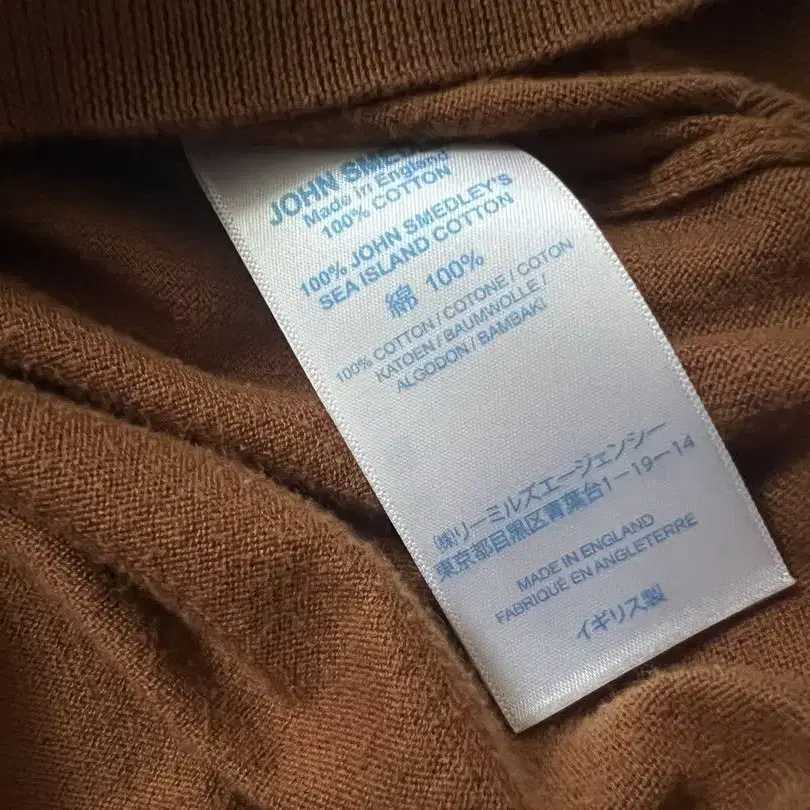 JOHN SMEDLEY
Made in England
100% COTTON
100% JOHN SMEDLEY'S
SEA ISLAND COTTON
綿 100%
100% COTTON / COTONE / COTON
KATOEN / BAUMWOLLE /
ALGODON / BAMBAKI
㈱リーミルズエージェンシー
東京都目黒区青葉台1-19-14
MADE IN ENGLAND
FABRIQUÉ EN ANGLETERRE
イギリス製